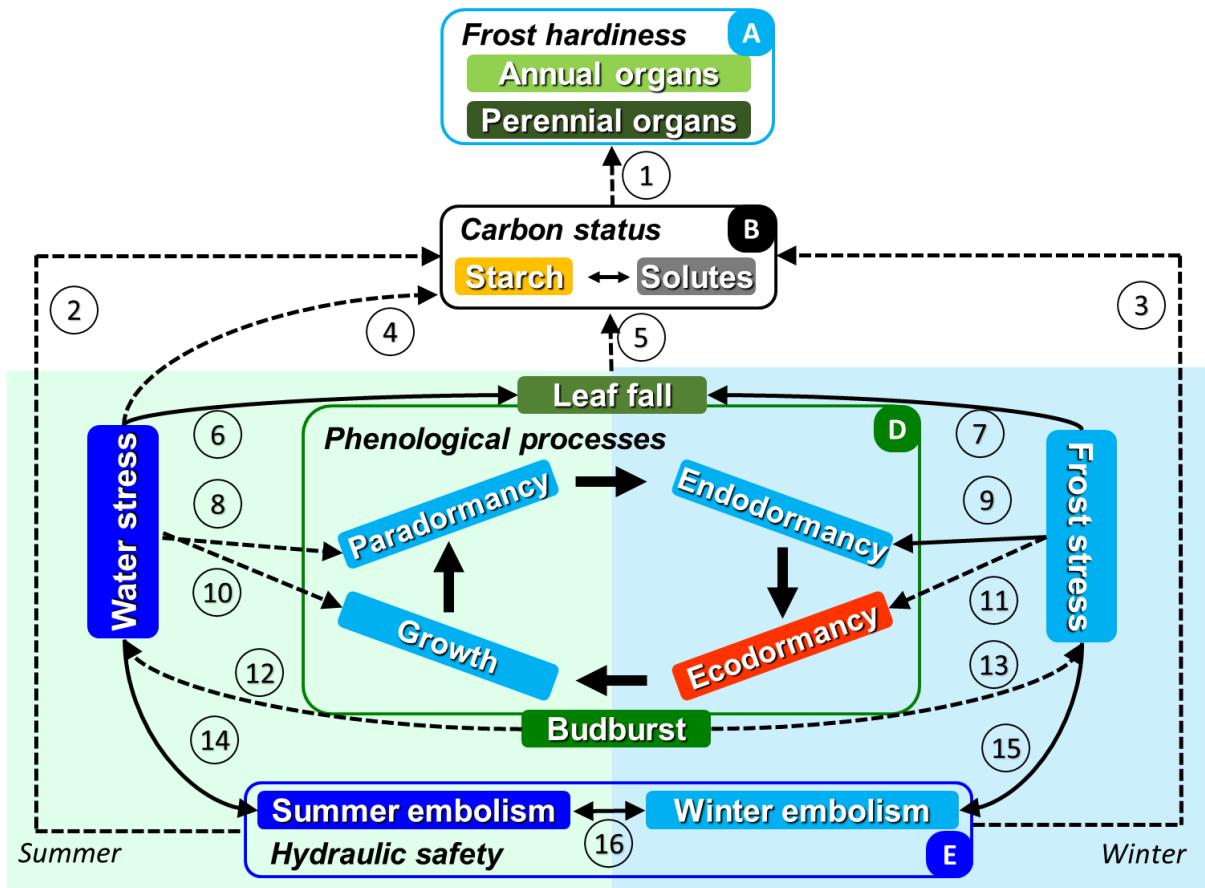 Frost hardiness
A
Annual organs
Perennial organs
1
Carbon status
B
Starch
Solutes
2
3
4
5
Leaf fall
6
7
Phenological processes
D
Water stress
Frost stress
8
9
Paradormancy
Endodormancy
10
11
Growth
Ecodormancy
12
13
Budburst
14
15
Summer embolism
Winter embolism
16
Summer
Hydraulic safety
E
Winter